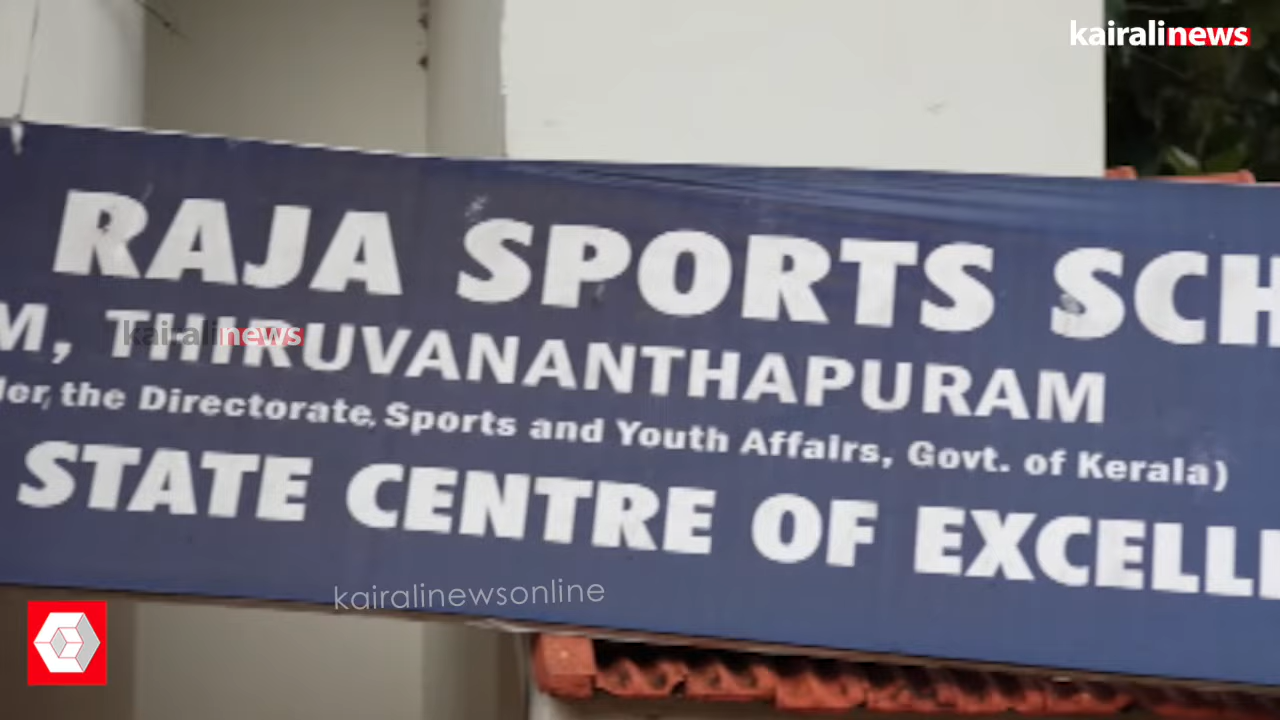 kairalinews
RAJA SPORTS SCH
M, THIRUVANANTHAPURAM
kairalinews
der, the Directorate, Sports and Youth Affairs, Govt. of Kerala)
STATE CENTRE OF EXCELLE
kairalinewsonline